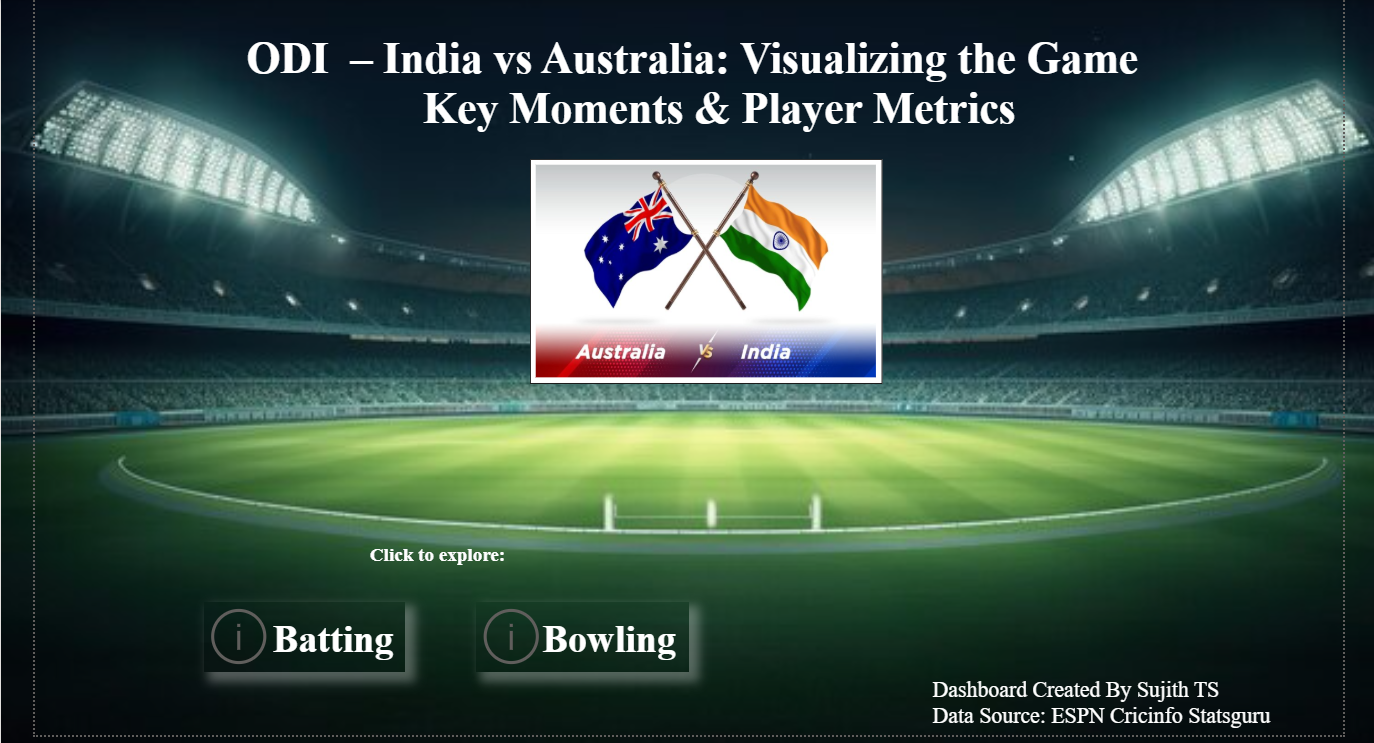 ODI – India vs Australia: Visualizing the Game
Key Moments & Player Metrics
Australia VS India
Click to explore:
i Batting
i Bowling
Dashboard Created By Sujith TS
Data Source: ESPN Cricinfo Statsguru